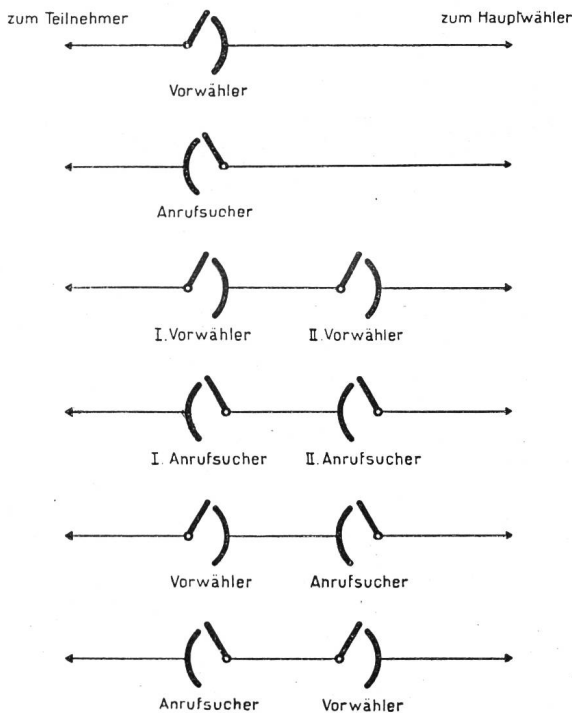 zum Teilnehmer zum Hauptwähler
Vorwähler
Anrufsucher
I. Vorwähler II. Vorwähler
I. Anrufsucher II. Anrufsucher
Vorwähler Anrufsucher
Anrufsucher Vorwähler